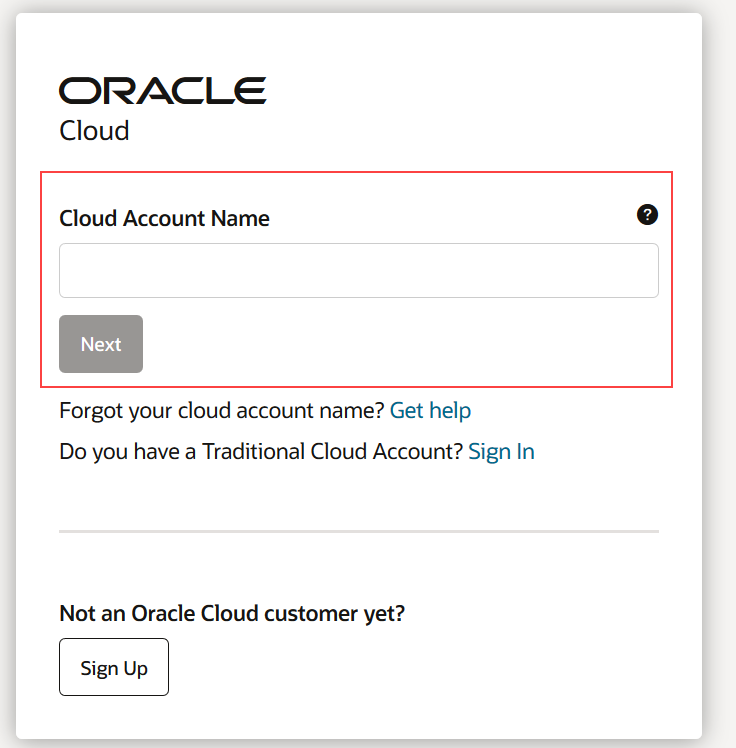 ORACLE
Cloud
Cloud Account Name
?
Next
Forgot your cloud account name? Get help
Do you have a Traditional Cloud Account? Sign In
Not an Oracle Cloud customer yet?
Sign Up